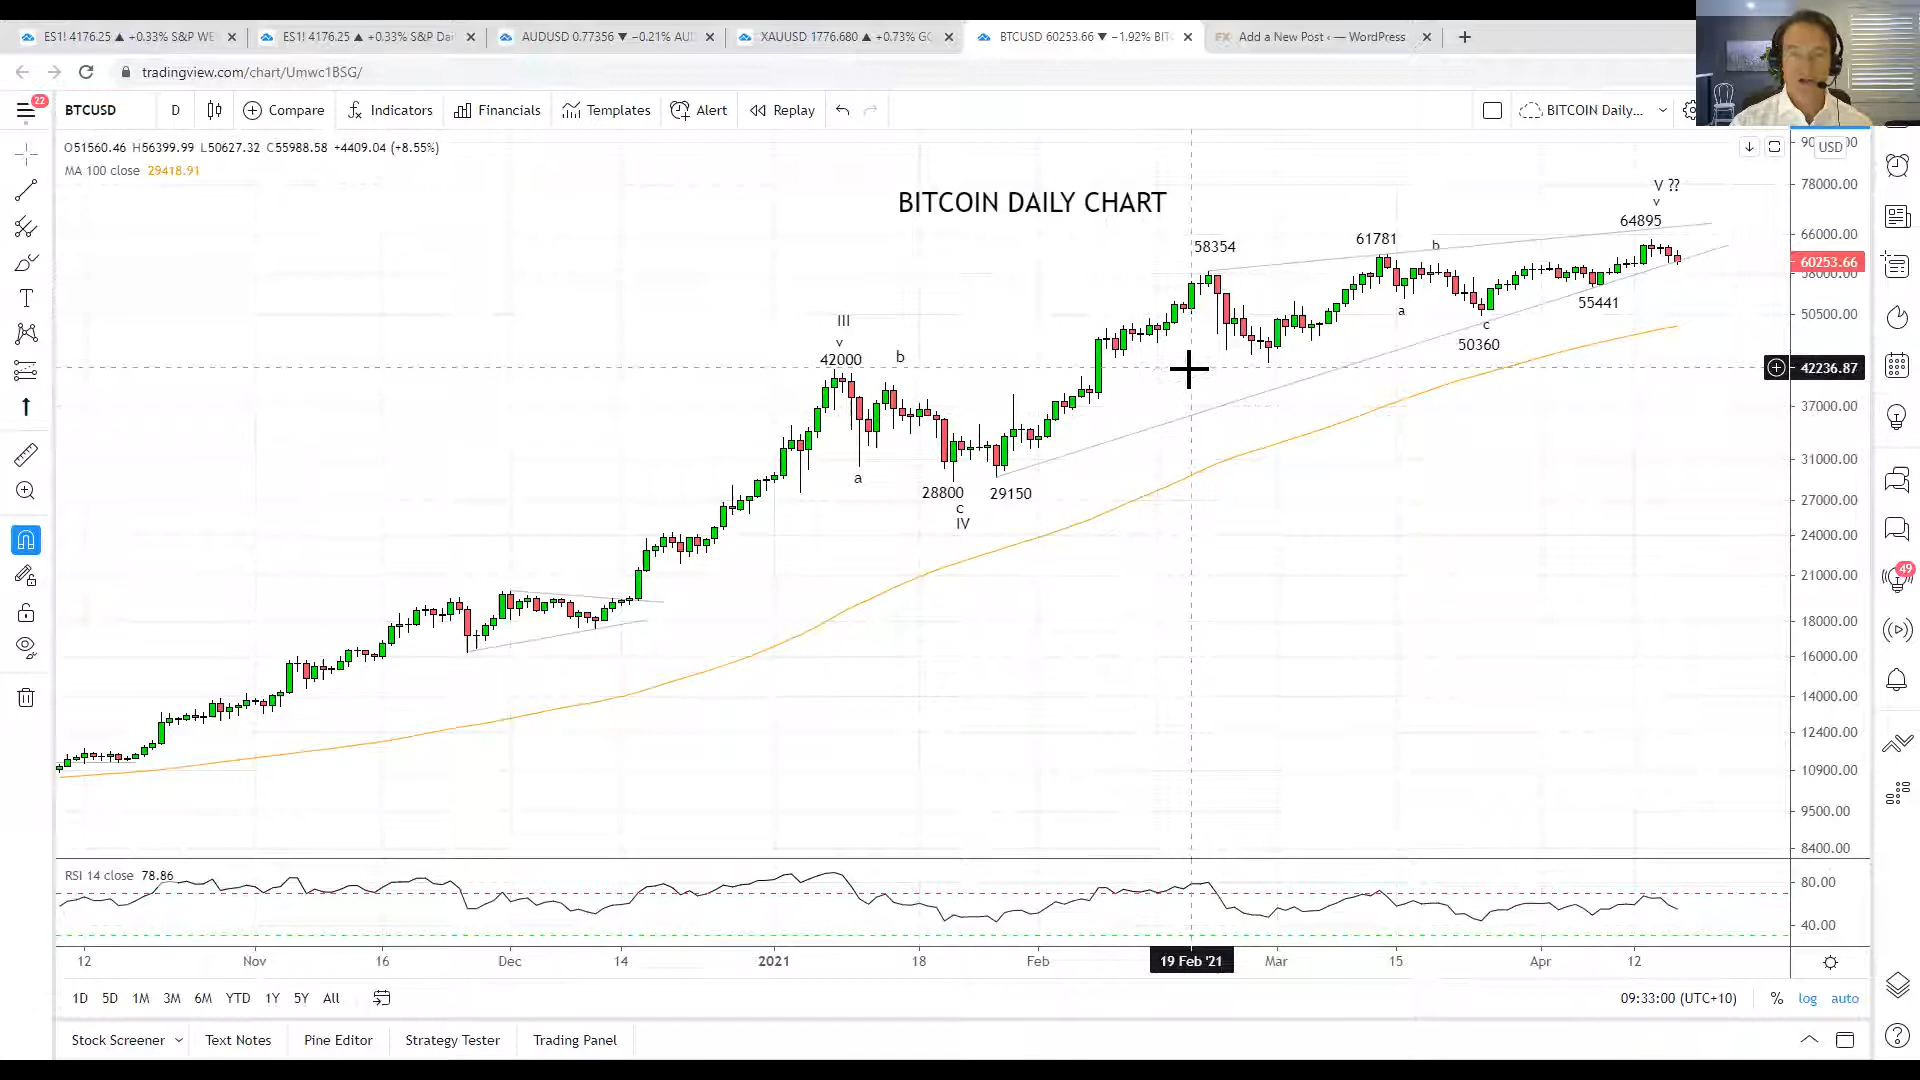 ES1! 4176.25 ▲ +0.33% S&P WE
ES1! 4176.25 ▲ +0.33% S&P Dai
AUDUSD 0.77356 ▼ −0.21% AUD
XAUUSD 1776.680 ▲ +0.73% GO
BTCUSD 60253.66 ▼ −1.92% BIT
FX Add a New Post ‹ — WordPress
tradingview.com/chart/Umwc1BSG/
22
BTCUSD
D
Compare
Indicators
Financials
Templates
Alert
Replay
BITCOIN Daily...
O51560.46 H56399.99 L50627.32 C55988.58 +4409.04 (+8.55%)
MA 100 close 29418.91
USD
BITCOIN DAILY CHART
V ??
v
64895
58354
61781
b
a
c
50360
55441
III
v
42000
b
a
28800
c
IV
29150
78000.00
66000.00
60253.66
58000.00
50500.00
42236.87
37000.00
31000.00
27000.00
24000.00
21000.00
18000.00
16000.00
14000.00
12400.00
10900.00
9500.00
8400.00
49
RSI 14 close 78.86
80.00
40.00
12
Nov
16
Dec
14
2021
18
Feb
19 Feb '21
Mar
15
Apr
12
1D 5D 1M 3M 6M YTD 1Y 5Y All
09:33:00 (UTC+10)
%
log
auto
Stock Screener
Text Notes
Pine Editor
Strategy Tester
Trading Panel